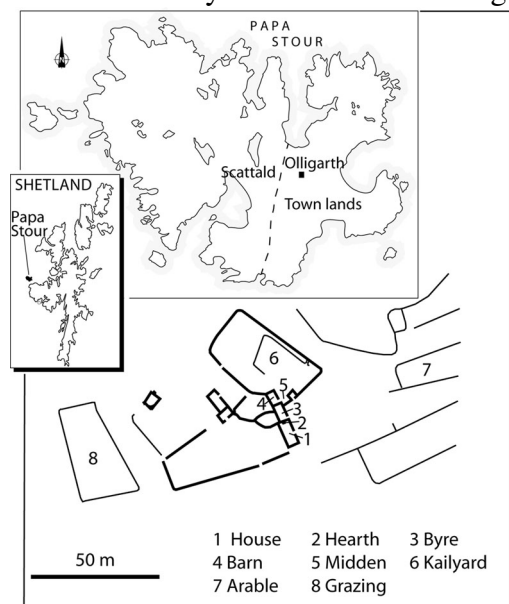 PAPA
STOUR
Scattald
Olligarth
Town lands
SHETLAND
Papa
Stour
6
5
4
3
2
1
7
8
1 House 2 Hearth 3 Byre
4 Barn 5 Midden 6 Kailyard
7 Arable 8 Grazing
50 m